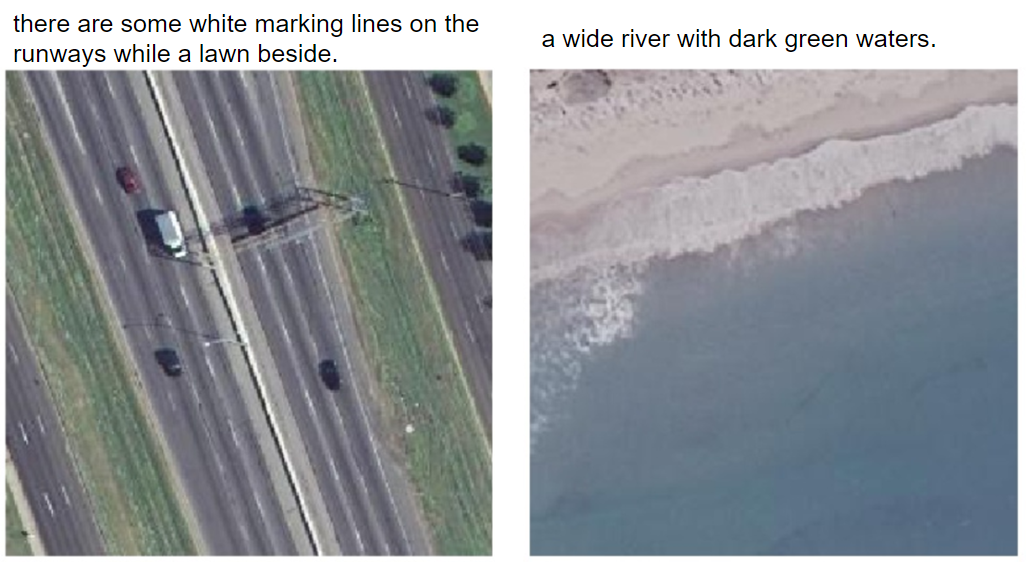 there are some white marking lines on the
runways while a lawn beside.
a wide river with dark green waters.